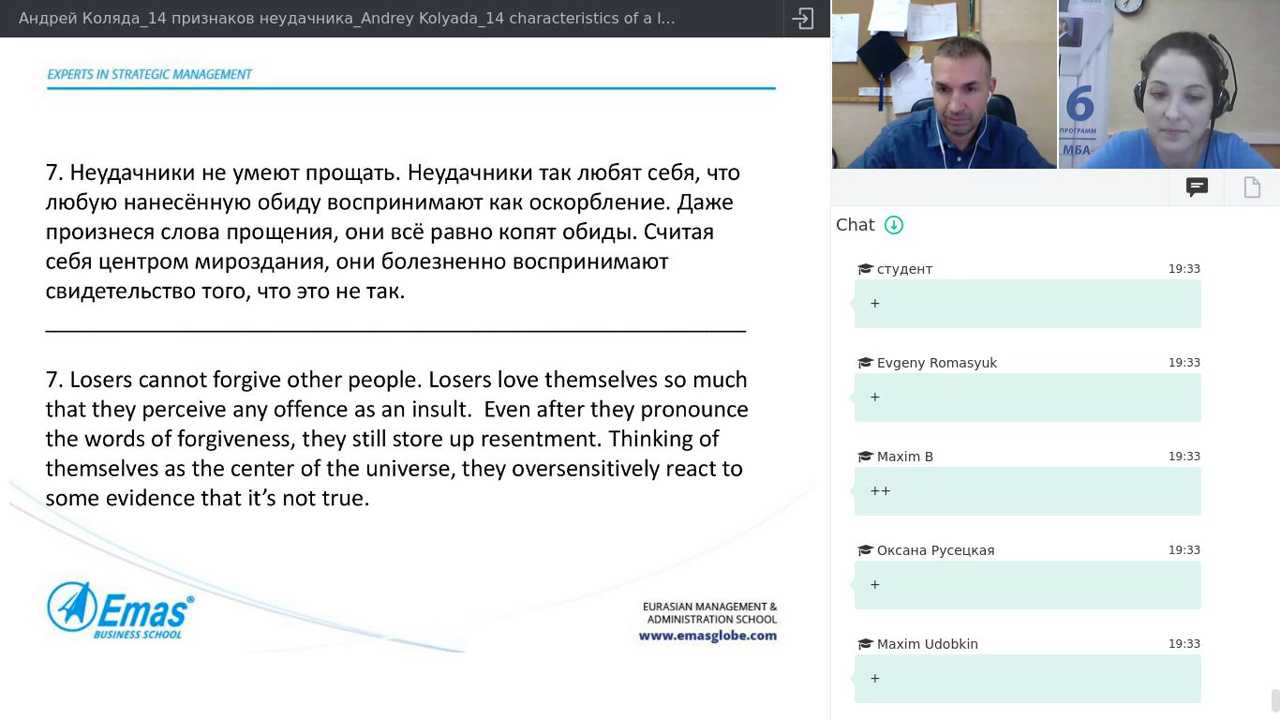 Андрей Коляда_14 признаков неудачника_Andrey Kolyada_14 characteristics of a l...
EXPERTS IN STRATEGIC MANAGEMENT
7. Неудачники не умеют прощать. Неудачники так любят себя, что
любую нанесённую обиду воспринимают как оскорбление. Даже
произнеся слова прощения, они всё равно копят обиды. Считая
себя центром мироздания, они болезненно воспринимают
свидетельство того, что это не так.
7. Losers cannot forgive other people. Losers love themselves so much
that they perceive any offence as an insult.  Even after they pronounce
the words of forgiveness, they still store up resentment. Thinking of
themselves as the center of the universe, they oversensitively react to
some evidence that it’s not true.
Emas®
BUSINESS SCHOOL
EURASIAN MANAGEMENT &
ADMINISTRATION SCHOOL
www.emasglobe.com
6
ПРОГРАММ
МБА
Chat
студент 19:33
+
Evgeny Romasyuk 19:33
+
Maxim B 19:33
++
Оксана Русецкая 19:33
+
Maxim Udobkin 19:33
+